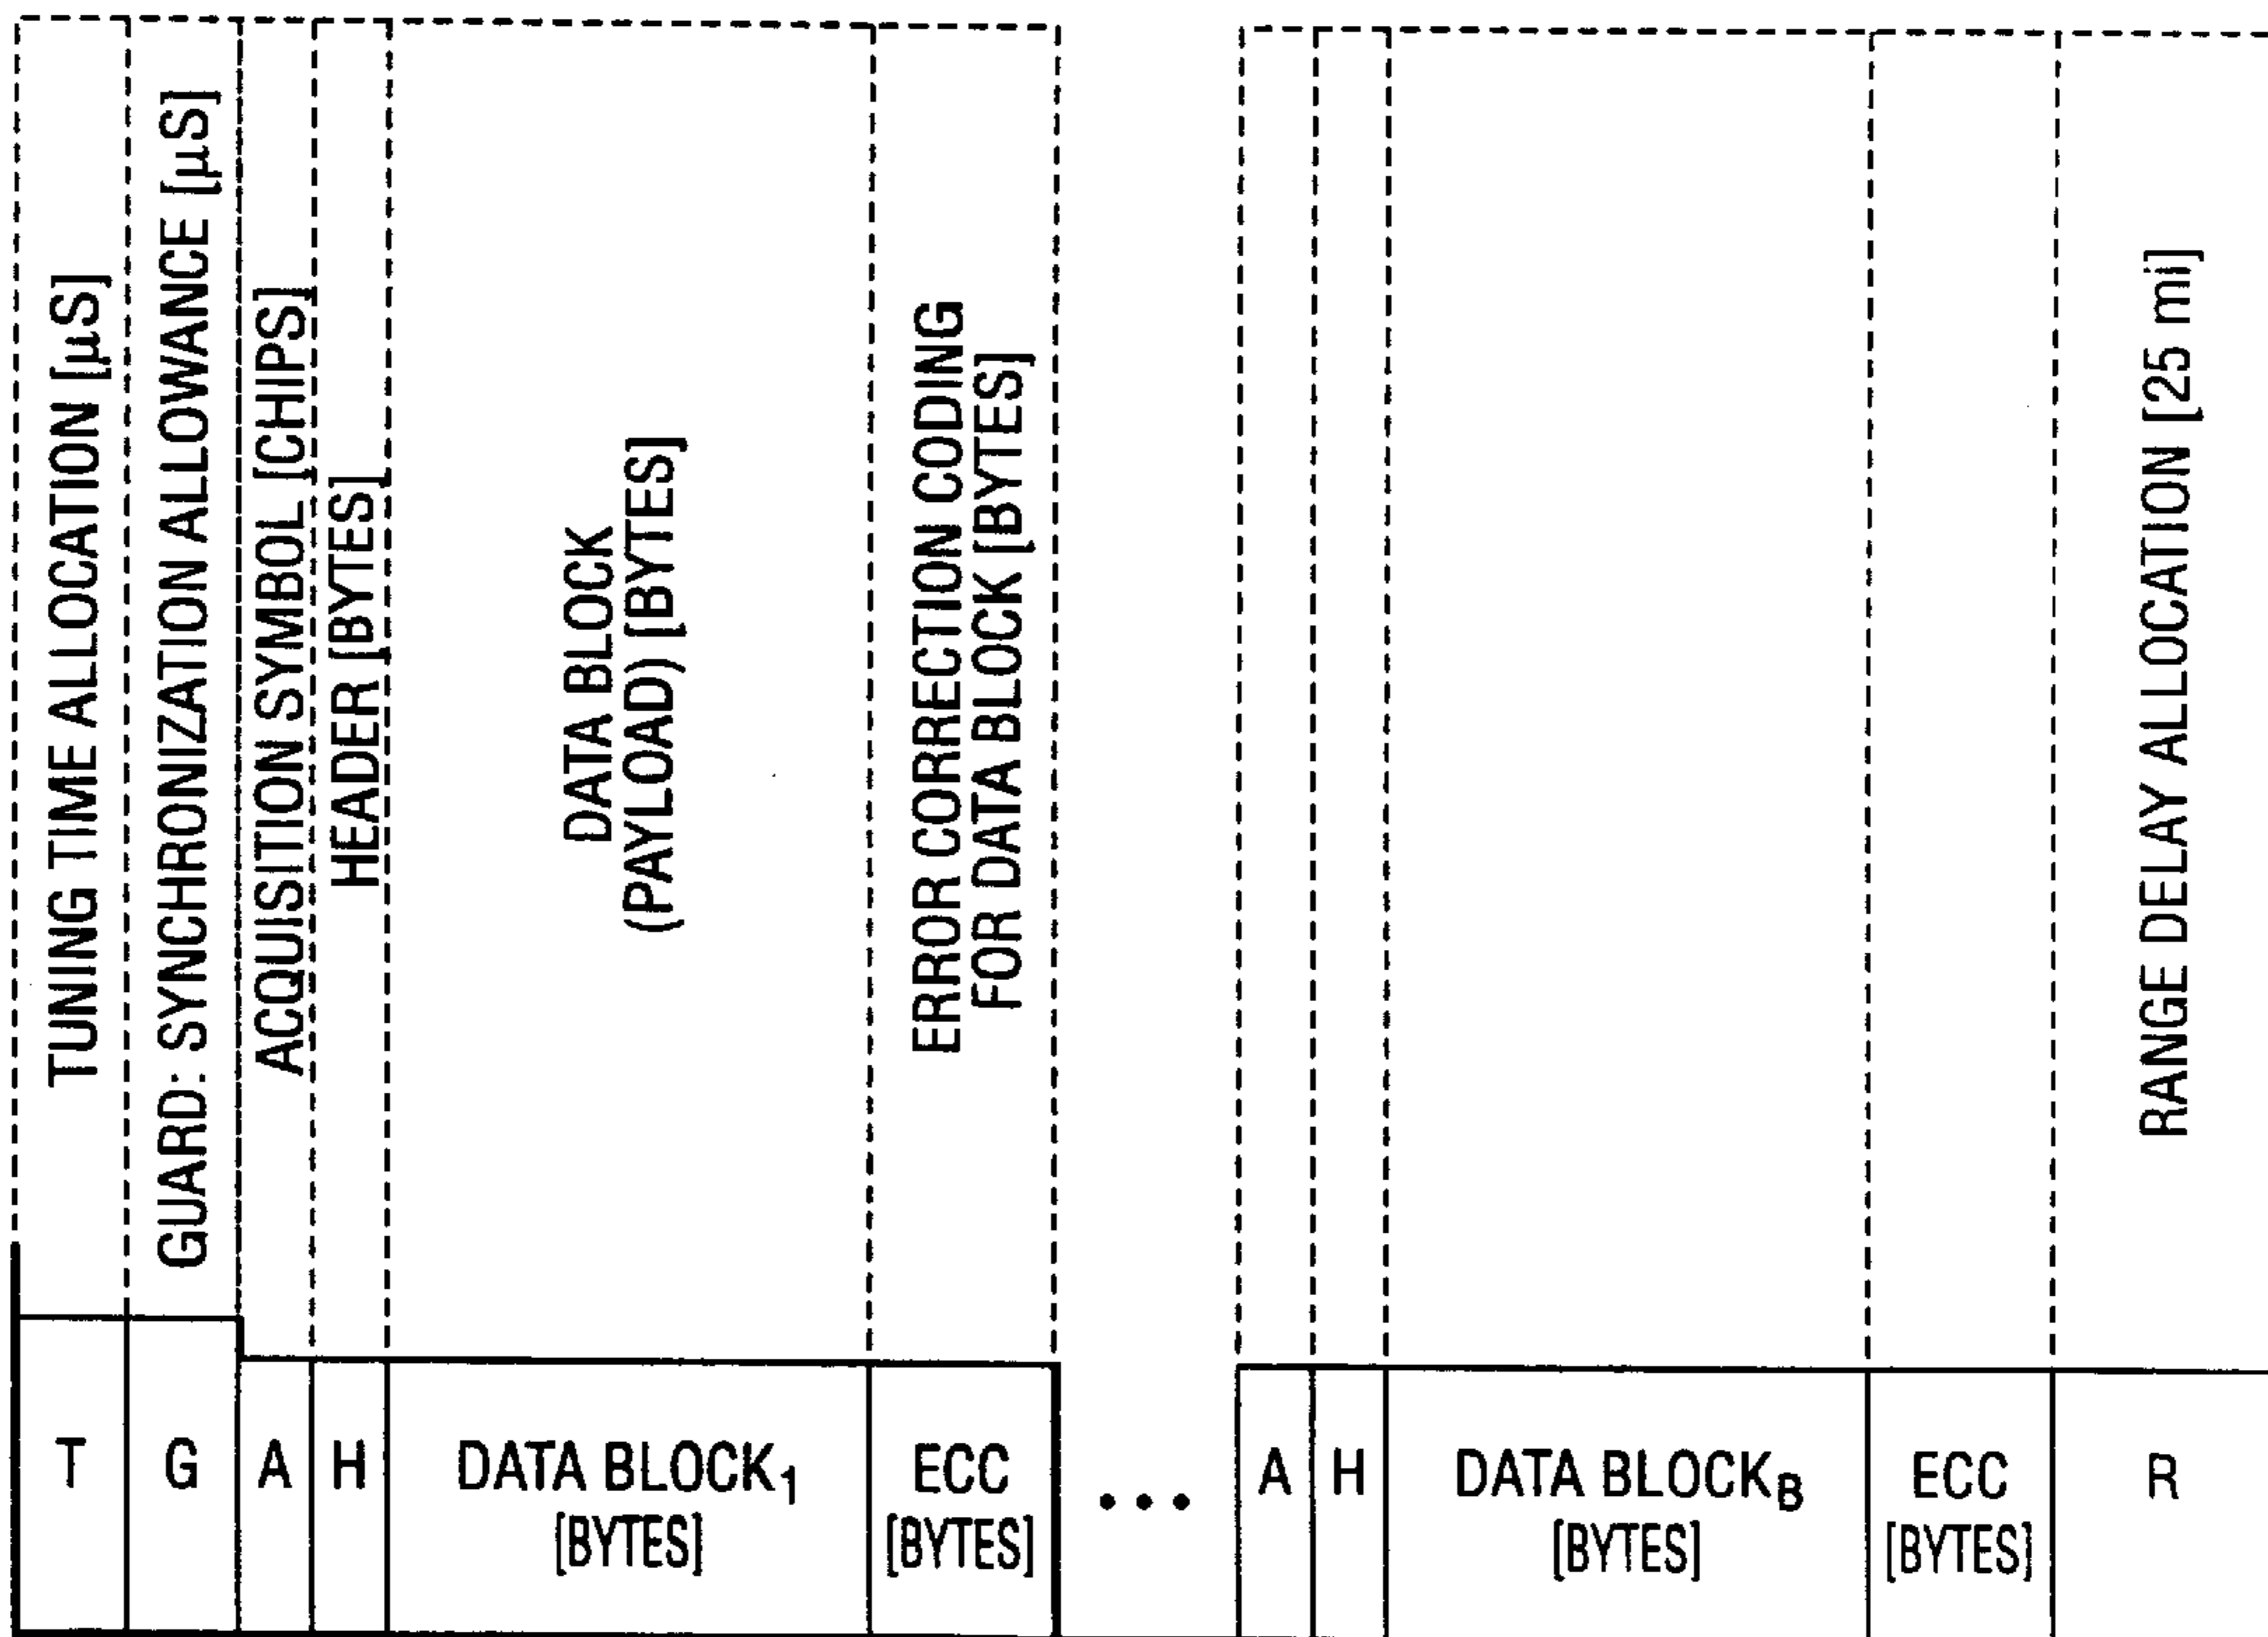 TUNING TIME ALLOCATION [µS]
GUARD: SYNCHRONIZATION ALLOWANCE [µS]
ACQUISITION SYMBOL [CHIPS]
HEADER [BYTES]
DATA BLOCK
(PAYLOAD) [BYTES]
ERROR CORRECTION CODING
FOR DATA BLOCK [BYTES]
RANGE DELAY ALLOCATION [25 mi]
T
G
A
H
DATA BLOCK₁
[BYTES]
ECC
[BYTES]
•••
A
H
DATA BLOCK_B
[BYTES]
ECC
[BYTES]
R